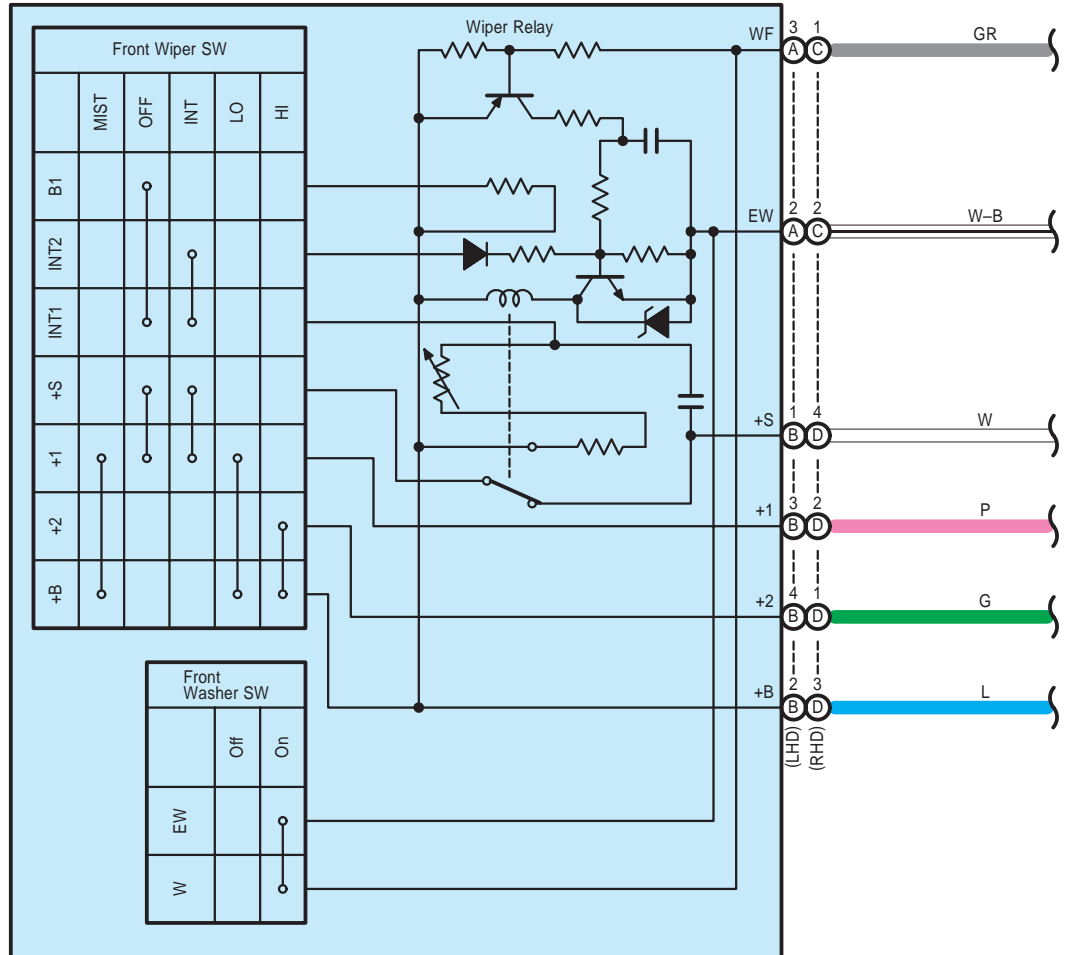 Wiper Relay
Front Wiper SW
MIST
OFF
INT
LO
HI
B1
INT2
INT1
+S
+1
+2
+B
Front
Washer SW
Off
On
EW
W
WF
3 1
A C
GR
EW
2 2
A C
W–B
+S
1 4
B D
W
+1
3 2
B D
P
+2
4 1
B D
G
+B
2 3
B D
L
(LHD)
(RHD)